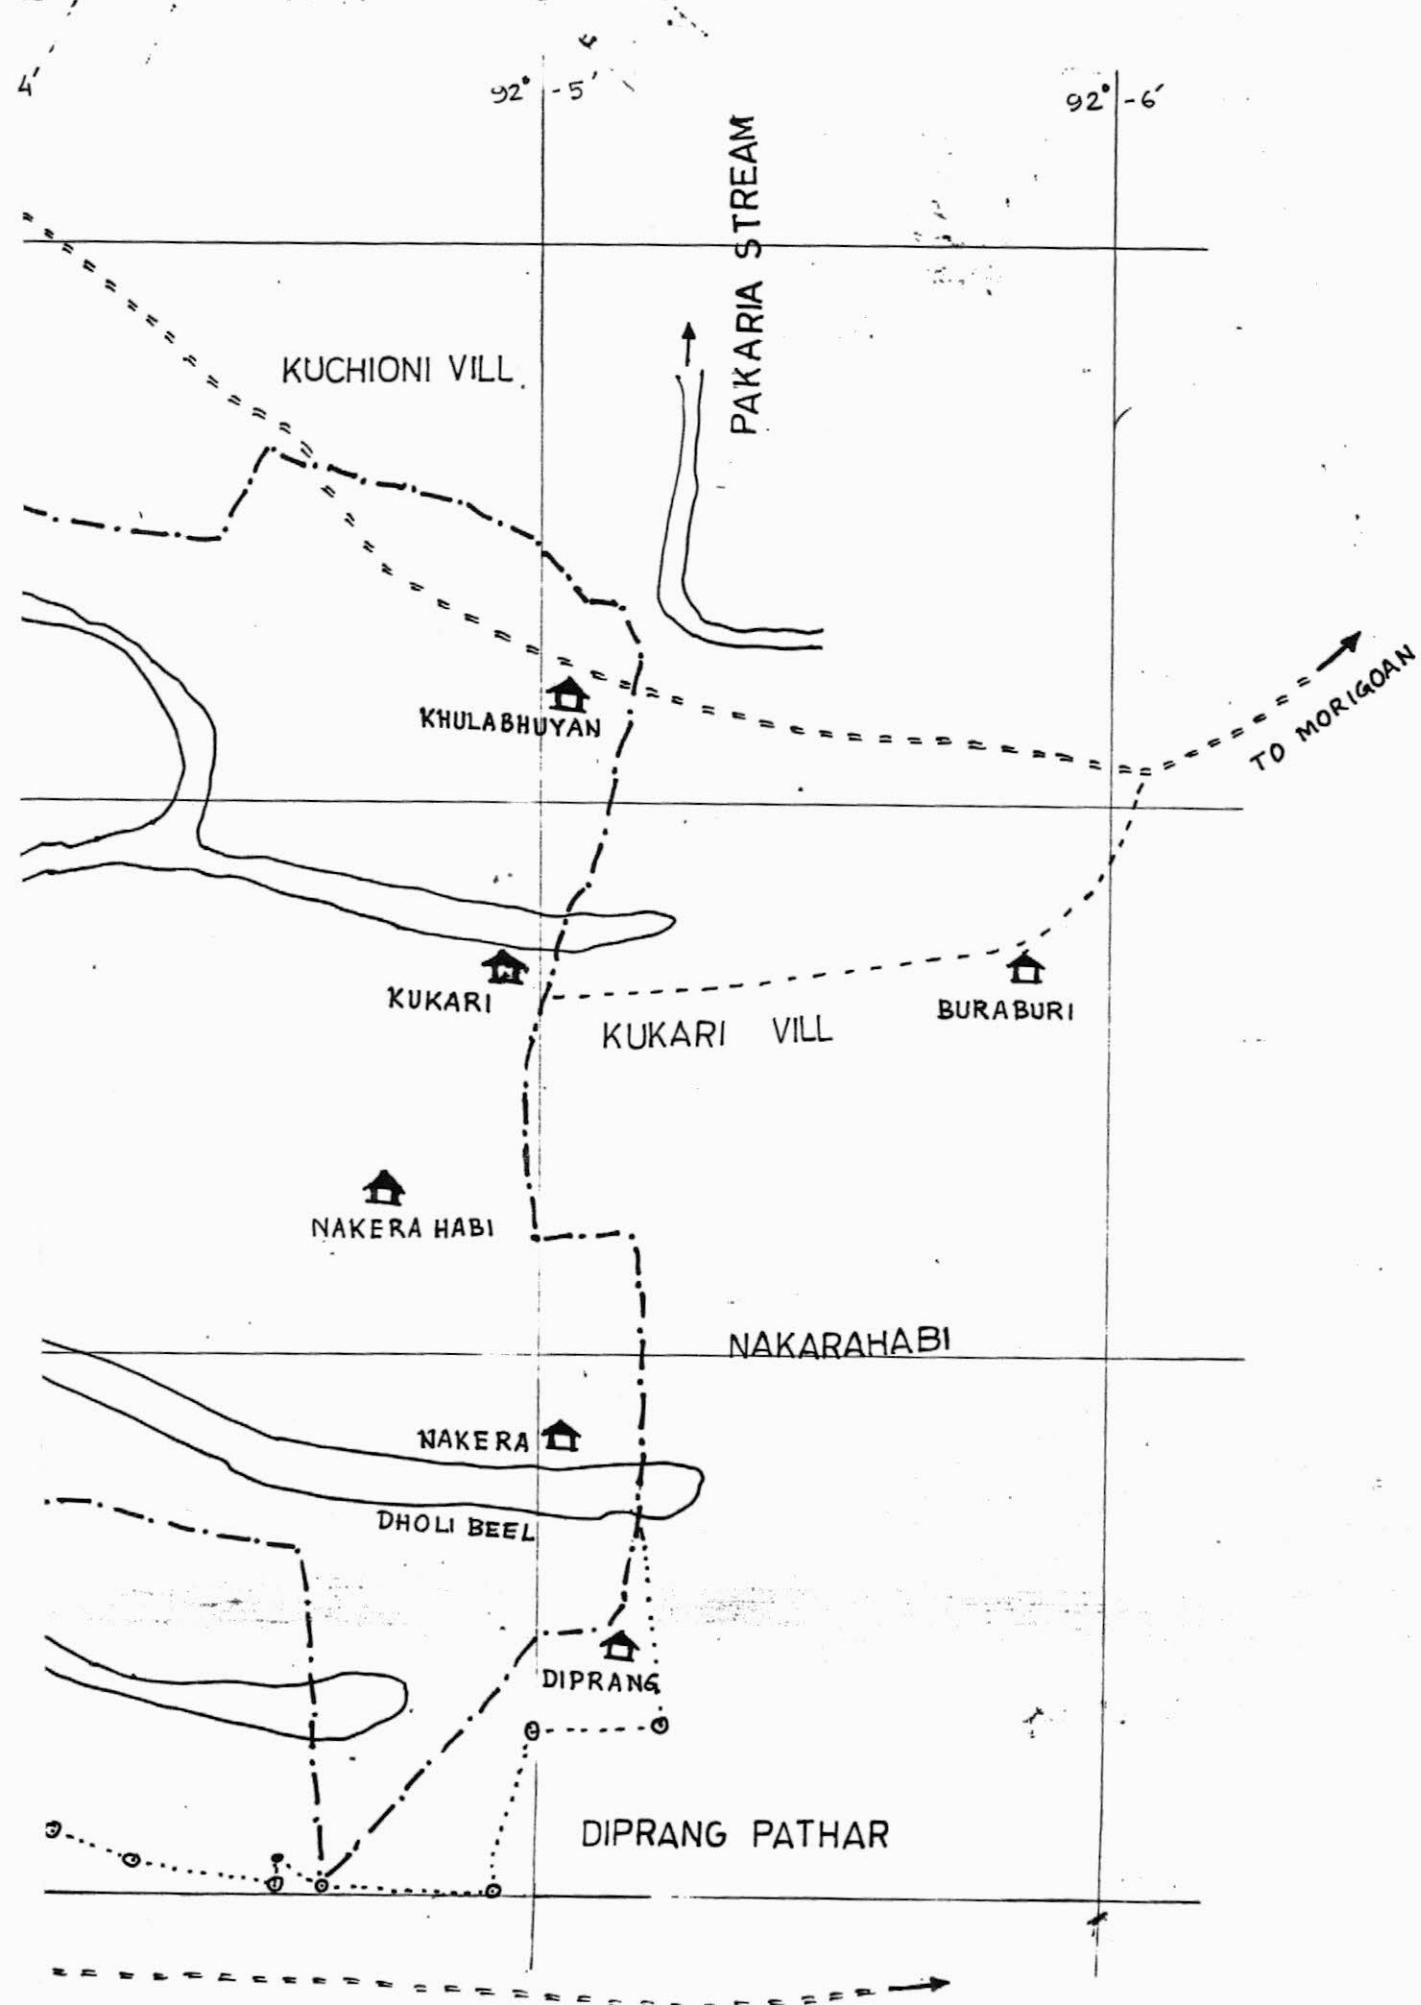 4'
92° - 5'
92° - 6'
PAKARIA STREAM
KUCHIONI VILL.
TO MORIGOAN
KHULABHUYAN
KUKARI
BURABURI
KUKARI VILL
NAKERA HABI
NAKARAHABI
NAKERA
DHOLI BEEL
DIPRANG
DIPRANG PATHAR